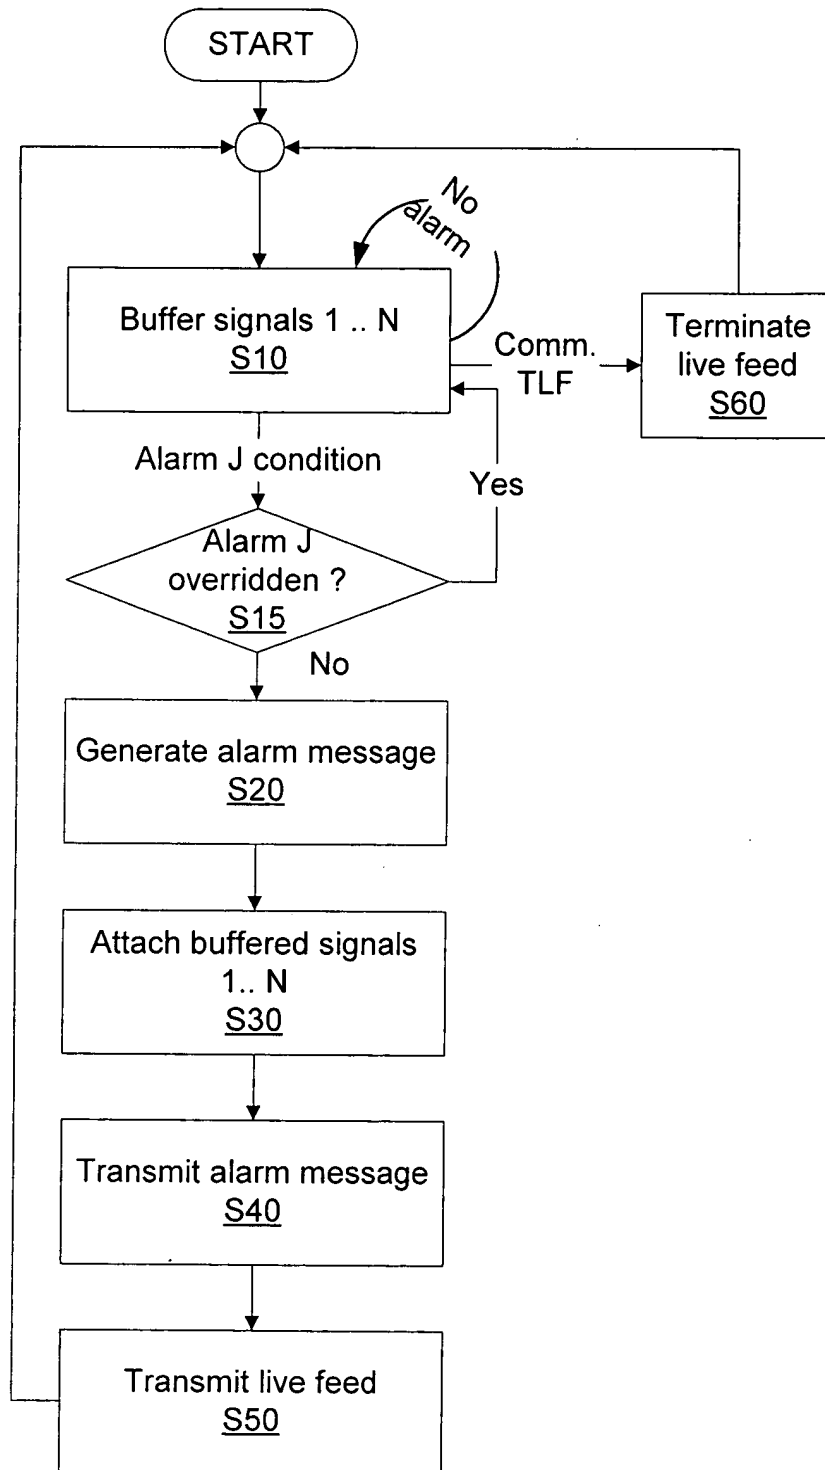 START
No
alarm
Buffer signals 1 .. N
S10
Comm.
TLF
Terminate
live feed
S60
Alarm J condition
Yes
Alarm J
overridden ?
S15
No
Generate alarm message
S20
Attach buffered signals
1.. N
S30
Transmit alarm message
S40
Transmit live feed
S50